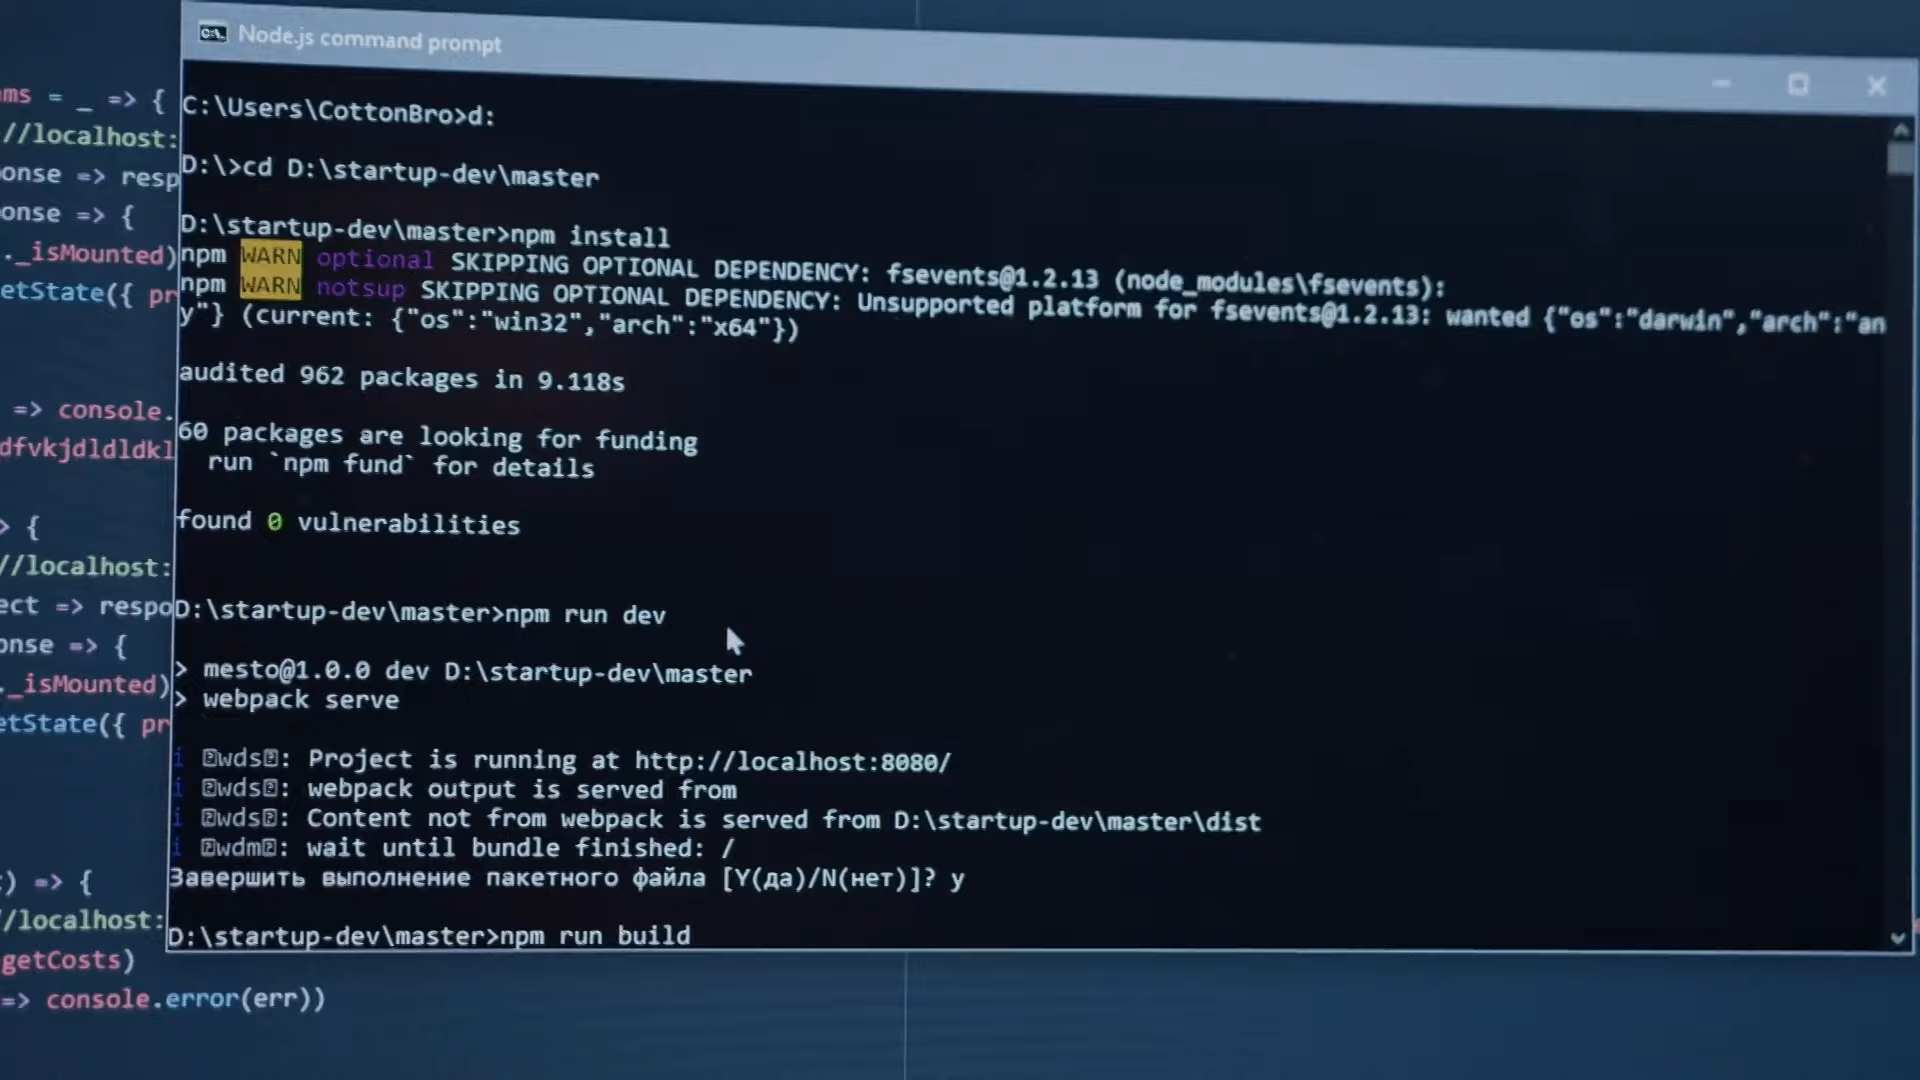 Node.js command prompt
C:\Users\CottonBro>d:
D:\>cd D:\startup-dev\master
D:\startup-dev\master>npm install
npm WARN optional SKIPPING OPTIONAL DEPENDENCY: fsevents@1.2.13 (node_modules\fsevents):
npm WARN notsup SKIPPING OPTIONAL DEPENDENCY: Unsupported platform for fsevents@1.2.13: wanted {"os":"darwin","arch":"an
y"} (current: {"os":"win32","arch":"x64"})
audited 962 packages in 9.118s
60 packages are looking for funding
run `npm fund` for details
found 0 vulnerabilities
D:\startup-dev\master>npm run dev
> mesto@1.0.0 dev D:\startup-dev\master
> webpack serve
i ⍰wds⍰: Project is running at http://localhost:8080/
i ⍰wds⍰: webpack output is served from
i ⍰wds⍰: Content not from webpack is served from D:\startup-dev\master\dist
i ⍰wdm⍰: wait until bundle finished: /
Завершить выполнение пакетного файла [Y(да)/N(нет)]? y
D:\startup-dev\master>npm run build
ms = _ => {
//localhost:
onse => resp
onse => {
._isMounted)
etState({ pr
=> console.
dfvkjdldldkl
> {
//localhost:
ect => respo
onse => {
._isMounted)
etState({ pr
) => {
//localhost:
getCosts)
=> console.error(err))